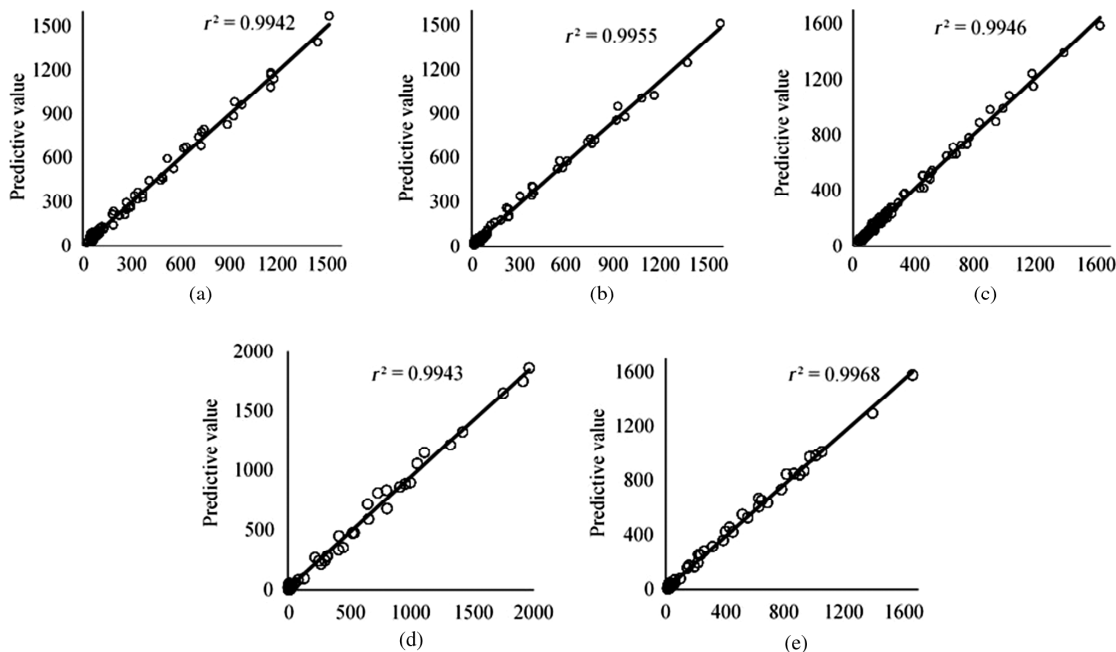 r² = 0.9942
1500
1200
900
600
300
0
Predictive value
0 300 600 900 1200 1500
(a)
r² = 0.9955
1500
1200
900
600
300
0
Predictive value
0 300 600 900 1200 1500
(b)
r² = 0.9946
1600
1200
800
400
0
Predictive value
0 400 800 1200 1600
(c)
r² = 0.9943
2000
1500
1000
500
0
Predictive value
0 500 1000 1500 2000
(d)
r² = 0.9968
1600
1200
800
400
0
Predictive value
0 400 800 1200 1600
(e)